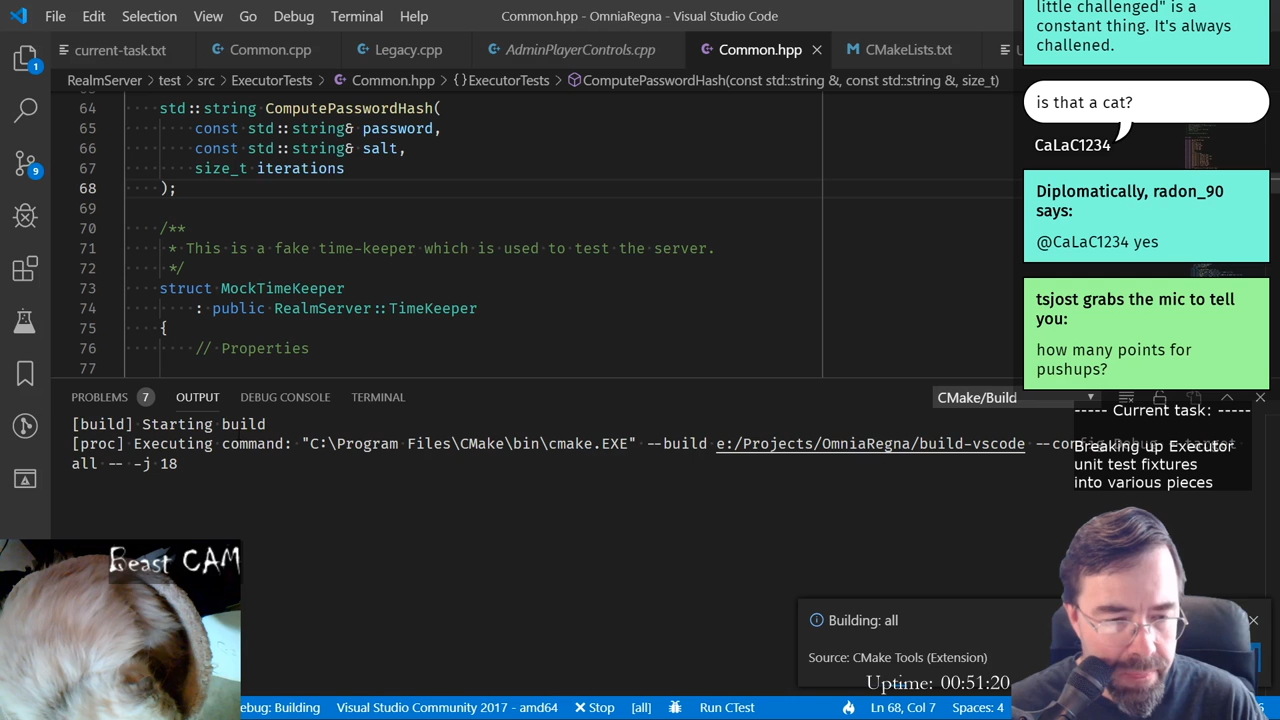 File Edit Selection View Go Debug Terminal Help Common.hpp - OmniaRegna - Visual Studio Code
current-task.txt Common.cpp Legacy.cpp AdminPlayerControls.cpp Common.hpp CMakeLists.txt
RealmServer > test > src > ExecutorTests > Common.hpp > {} ExecutorTests > ComputePasswordHash(const std::string &, const std::string &, size_t)
64 std::string ComputePasswordHash(
65 const std::string& password,
66 const std::string& salt,
67 size_t iterations
68 );
69
70 /**
71 * This is a fake time-keeper which is used to test the server.
72 */
73 struct MockTimeKeeper
74 : public RealmServer::TimeKeeper
75 {
76 // Properties
77
1
9
little challenged" is a
constant thing. It's always
challened.
is that a cat?
CaLaC1234
Diplomatically, radon_90
says:
@CaLaC1234 yes
tsjost grabs the mic to tell
you:
how many points for
pushups?
PROBLEMS 7 OUTPUT DEBUG CONSOLE TERMINAL CMake/Build
[build] Starting build
[proc] Executing command: "C:\Program Files\CMake\bin\cmake.EXE" --build e:/Projects/OmniaRegna/build-vscode --config Debug --target
all -- -j 18
----- Current task: -----
Breaking up Executor
unit test fixtures
into various pieces
Beast CAM
Building: all
Source: CMake Tools (Extension)
Uptime: 00:51:20
ebug: Building Visual Studio Community 2017 - amd64 Stop [all] Run CTest Ln 68, Col 7 Spaces: 4